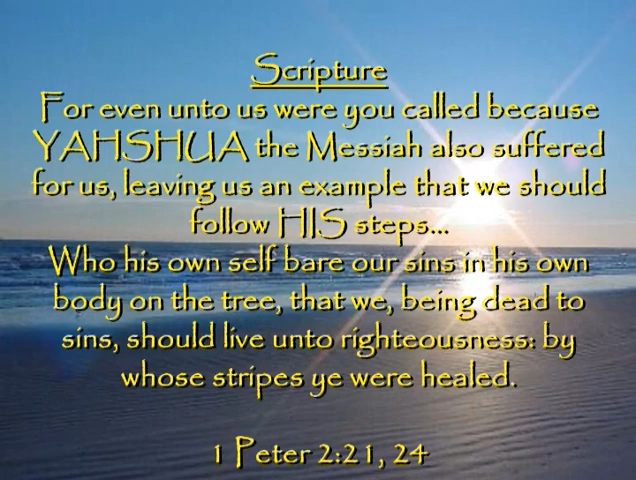 Scripture
For even unto us were you called because
YAHSHUA the Messiah also suffered
for us, leaving us an example that we should
follow HIS steps...
Who his own self bare our sins in his own
body on the tree, that we, being dead to
sins, should live unto righteousness: by
whose stripes ye were healed.
1 Peter 2:21, 24